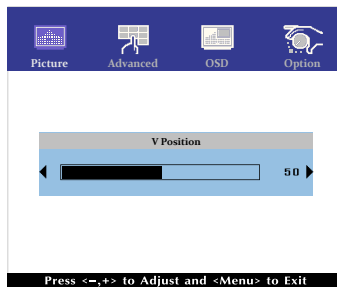 Picture Advanced OSD Option
V Position
50
Press <–,+> to Adjust and <Menu> to Exit